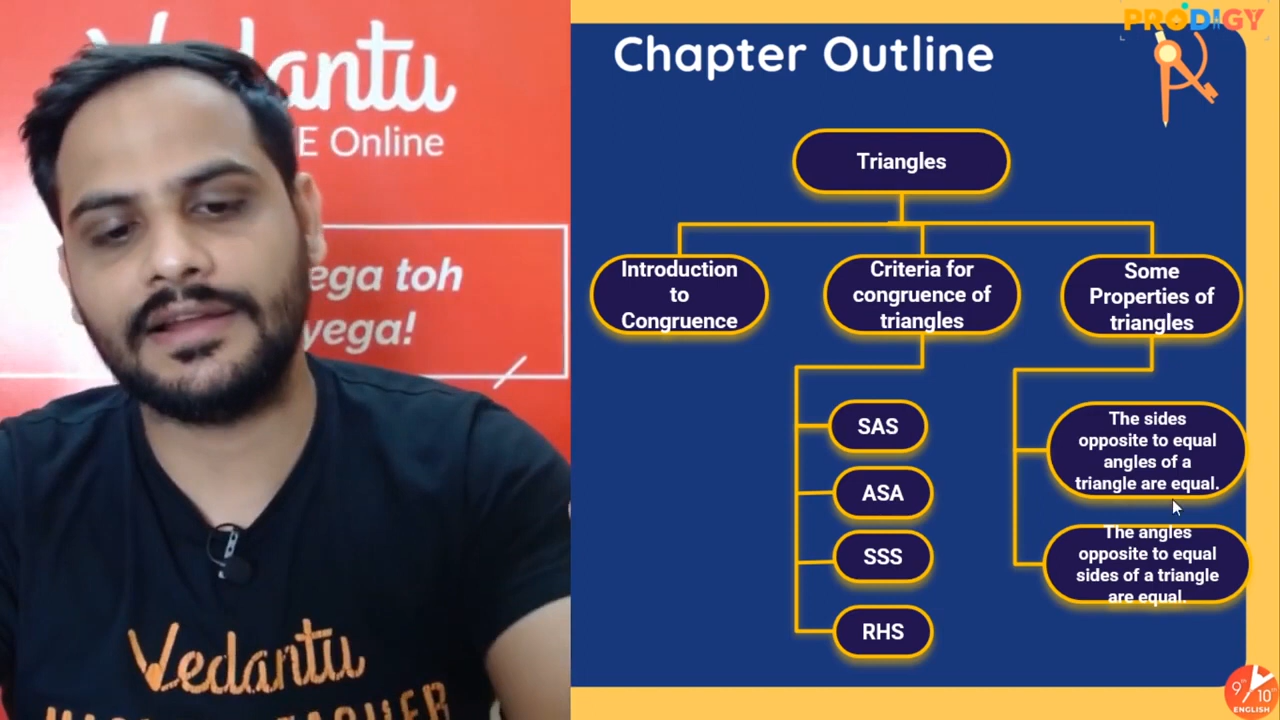 Vedantu
E Online
ega toh
yega!
Vedantu
PRODIGY
Chapter Outline
Triangles
Introduction
to
Congruence
Criteria for
congruence of
triangles
Some
Properties of
triangles
SAS
ASA
SSS
RHS
The sides
opposite to equal
angles of a
triangle are equal.
The angles
opposite to equal
sides of a triangle
are equal.
9th
10th
ENGLISH